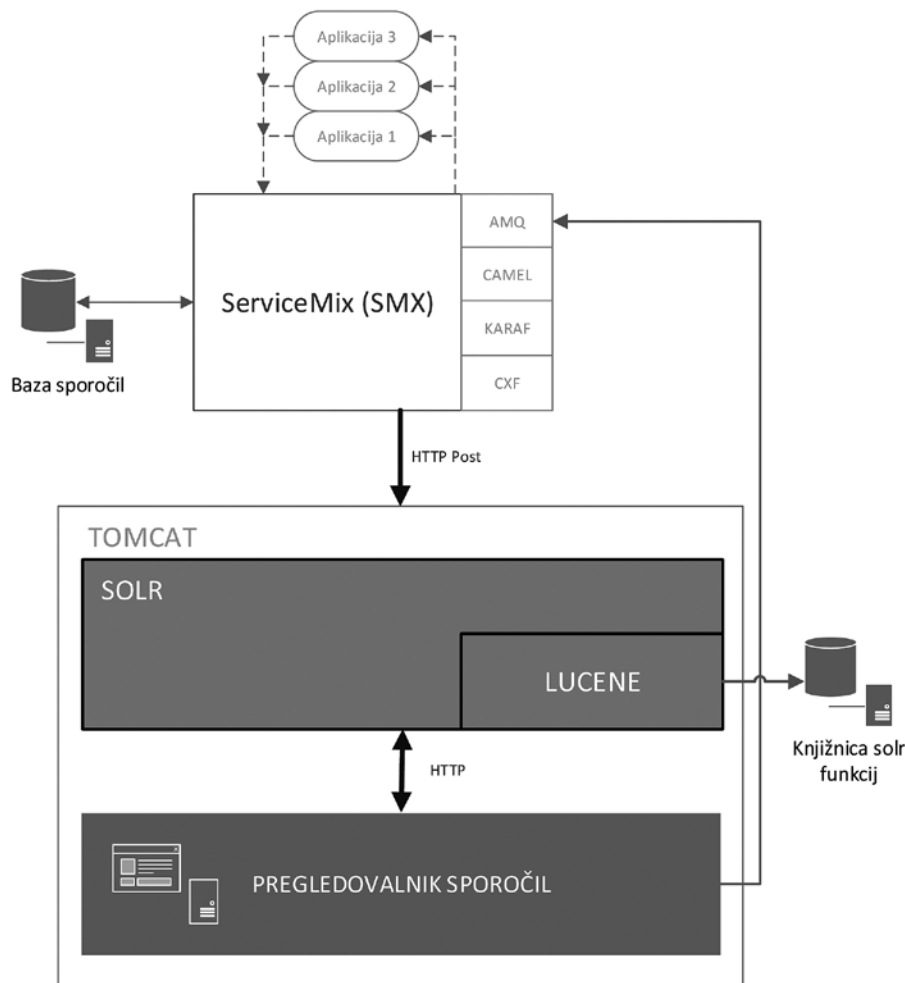 Aplikacija 3
Aplikacija 2
Aplikacija 1
ServiceMix (SMX)
AMQ
CAMEL
KARAF
CXF
Baza sporočil
HTTP Post
TOMCAT
SOLR
LUCENE
Knjižnica solr
funkcij
HTTP
PREGLEDOVALNIK SPOROČIL